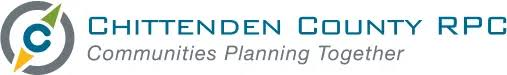 C CHITTENDEN COUNTY RPC
Communities Planning Together